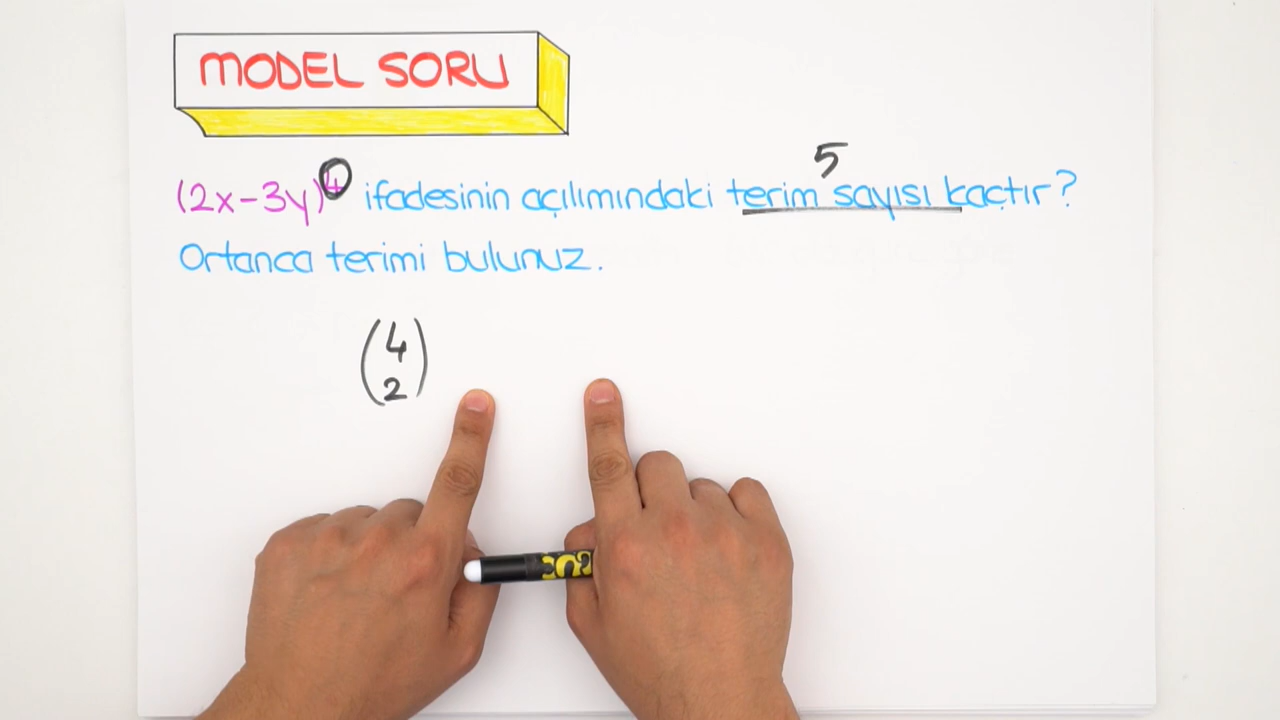 MODEL SORU
5
(2x-3y)⁴ ifadesinin açılımındaki terim sayısı kaçtır?
Ortanca terimi bulunuz.
(4
2)